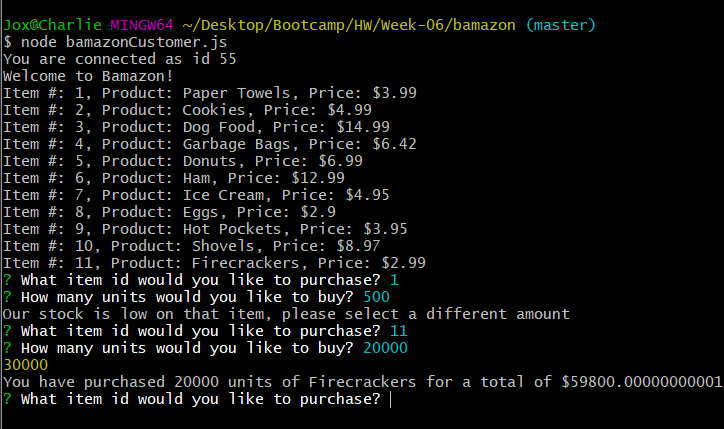 Jox@Charlie MINGW64 ~/Desktop/Bootcamp/HW/Week-06/bamazon (master)
$ node bamazonCustomer.js
You are connected as id 55
Welcome to Bamazon!
Item #: 1, Product: Paper Towels, Price: $3.99
Item #: 2, Product: Cookies, Price: $4.99
Item #: 3, Product: Dog Food, Price: $14.99
Item #: 4, Product: Garbage Bags, Price: $6.42
Item #: 5, Product: Donuts, Price: $6.99
Item #: 6, Product: Ham, Price: $12.99
Item #: 7, Product: Ice Cream, Price: $4.95
Item #: 8, Product: Eggs, Price: $2.9
Item #: 9, Product: Hot Pockets, Price: $3.95
Item #: 10, Product: Shovels, Price: $8.97
Item #: 11, Product: Firecrackers, Price: $2.99
? What item id would you like to purchase? 1
? How many units would you like to buy? 500
Our stock is low on that item, please select a different amount
? What item id would you like to purchase? 11
? How many units would you like to buy? 20000
30000
You have purchased 20000 units of Firecrackers for a total of $59800.00000000001
? What item id would you like to purchase?